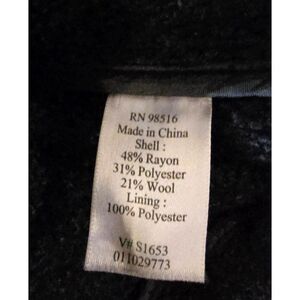 RN 98516
Made in China
Shell :
48% Rayon
31% Polyester
21% Wool
Lining :
100% Polyester
V# S1653
011029773